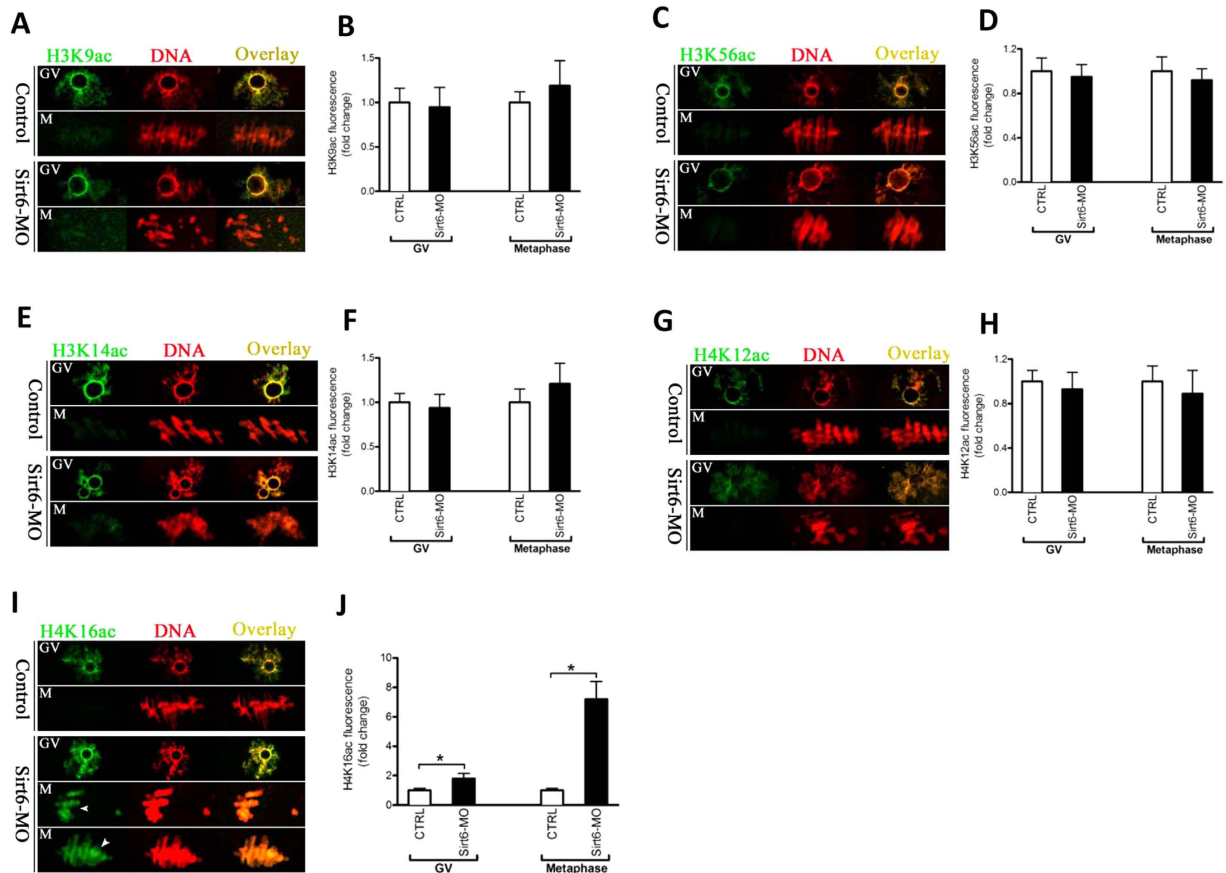 A
H3K9ac DNA Overlay
Control
GV
M
Sirt6-MO
GV
M
B
H3K9ac fluorescence
(fold change)
1.5
1.0
0.5
0.0
CTRL
Sirt6-MO
CTRL
Sirt6-MO
GV
Metaphase
C
H3K56ac DNA Overlay
Control
GV
M
Sirt6-MO
GV
M
D
H3K56ac fluorescence
(fold change)
1.2
0.8
0.4
0.0
CTRL
Sirt6-MO
CTRL
Sirt6-MO
GV
Metaphase
E
H3K14ac DNA Overlay
Control
GV
M
Sirt6-MO
GV
M
F
H3K14ac fluorescence
(fold change)
1.5
1.0
0.5
0.0
CTRL
Sirt6-MO
CTRL
Sirt6-MO
GV
Metaphase
G
H4K12ac DNA Overlay
Control
GV
M
Sirt6-MO
GV
M
H
H4K12ac fluorescence
(fold change)
1.2
0.8
0.4
0.0
CTRL
Sirt6-MO
CTRL
Sirt6-MO
GV
Metaphase
I
H4K16ac DNA Overlay
Control
GV
M
Sirt6-MO
GV
M
M
J
H4K16ac fluorescence
(fold change)
10
8
6
4
2
0
*
*
CTRL
Sirt6-MO
CTRL
Sirt6-MO
GV
Metaphase